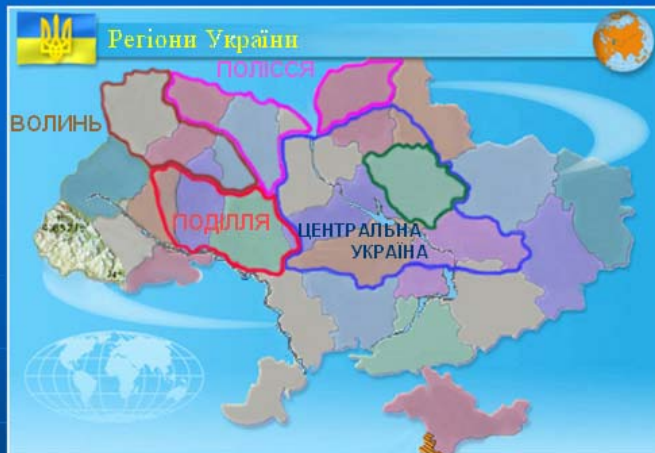 Регіони України
ПОЛІССЯ
ВОЛИНЬ
ПОДІЛЛЯ
ЦЕНТРАЛЬНА
УКРАЇНА